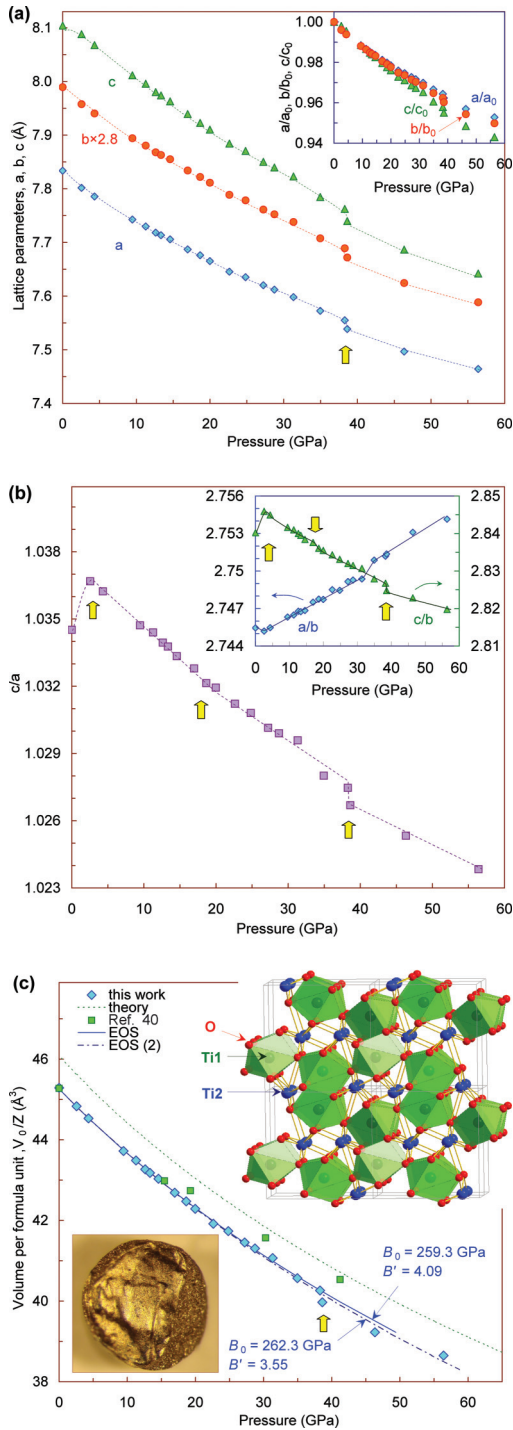 (a)
8.1
8.0
7.9
7.8
7.7
7.6
7.5
7.4
Lattice parameters, a, b, c (Å)
c
b×2.8
a
0 10 20 30 40 50 60
Pressure (GPa)
1.00
0.98
0.96
0.94
a/a0, b/b0, c/c0
a/a0
c/c0
b/b0
0 10 20 30 40 50 60
Pressure (GPa)
(b)
1.038
1.035
1.032
1.029
1.026
1.023
c/a
0 10 20 30 40 50 60
Pressure (GPa)
2.756
2.753
2.75
2.747
2.744
2.85
2.84
2.83
2.82
2.81
a/b
c/b
0 10 20 30 40 50 60
Pressure (GPa)
(c)
this work
theory
Ref. 40
EOS
EOS (2)
O
Ti1
Ti2
46
45
44
43
42
41
40
38
Volume per formula unit ,V0/Z (Å3)
B0 = 259.3 GPa
B' = 4.09
B0 = 262.3 GPa
B' = 3.55
0 10 20 30 40 50 60
Pressure (GPa)